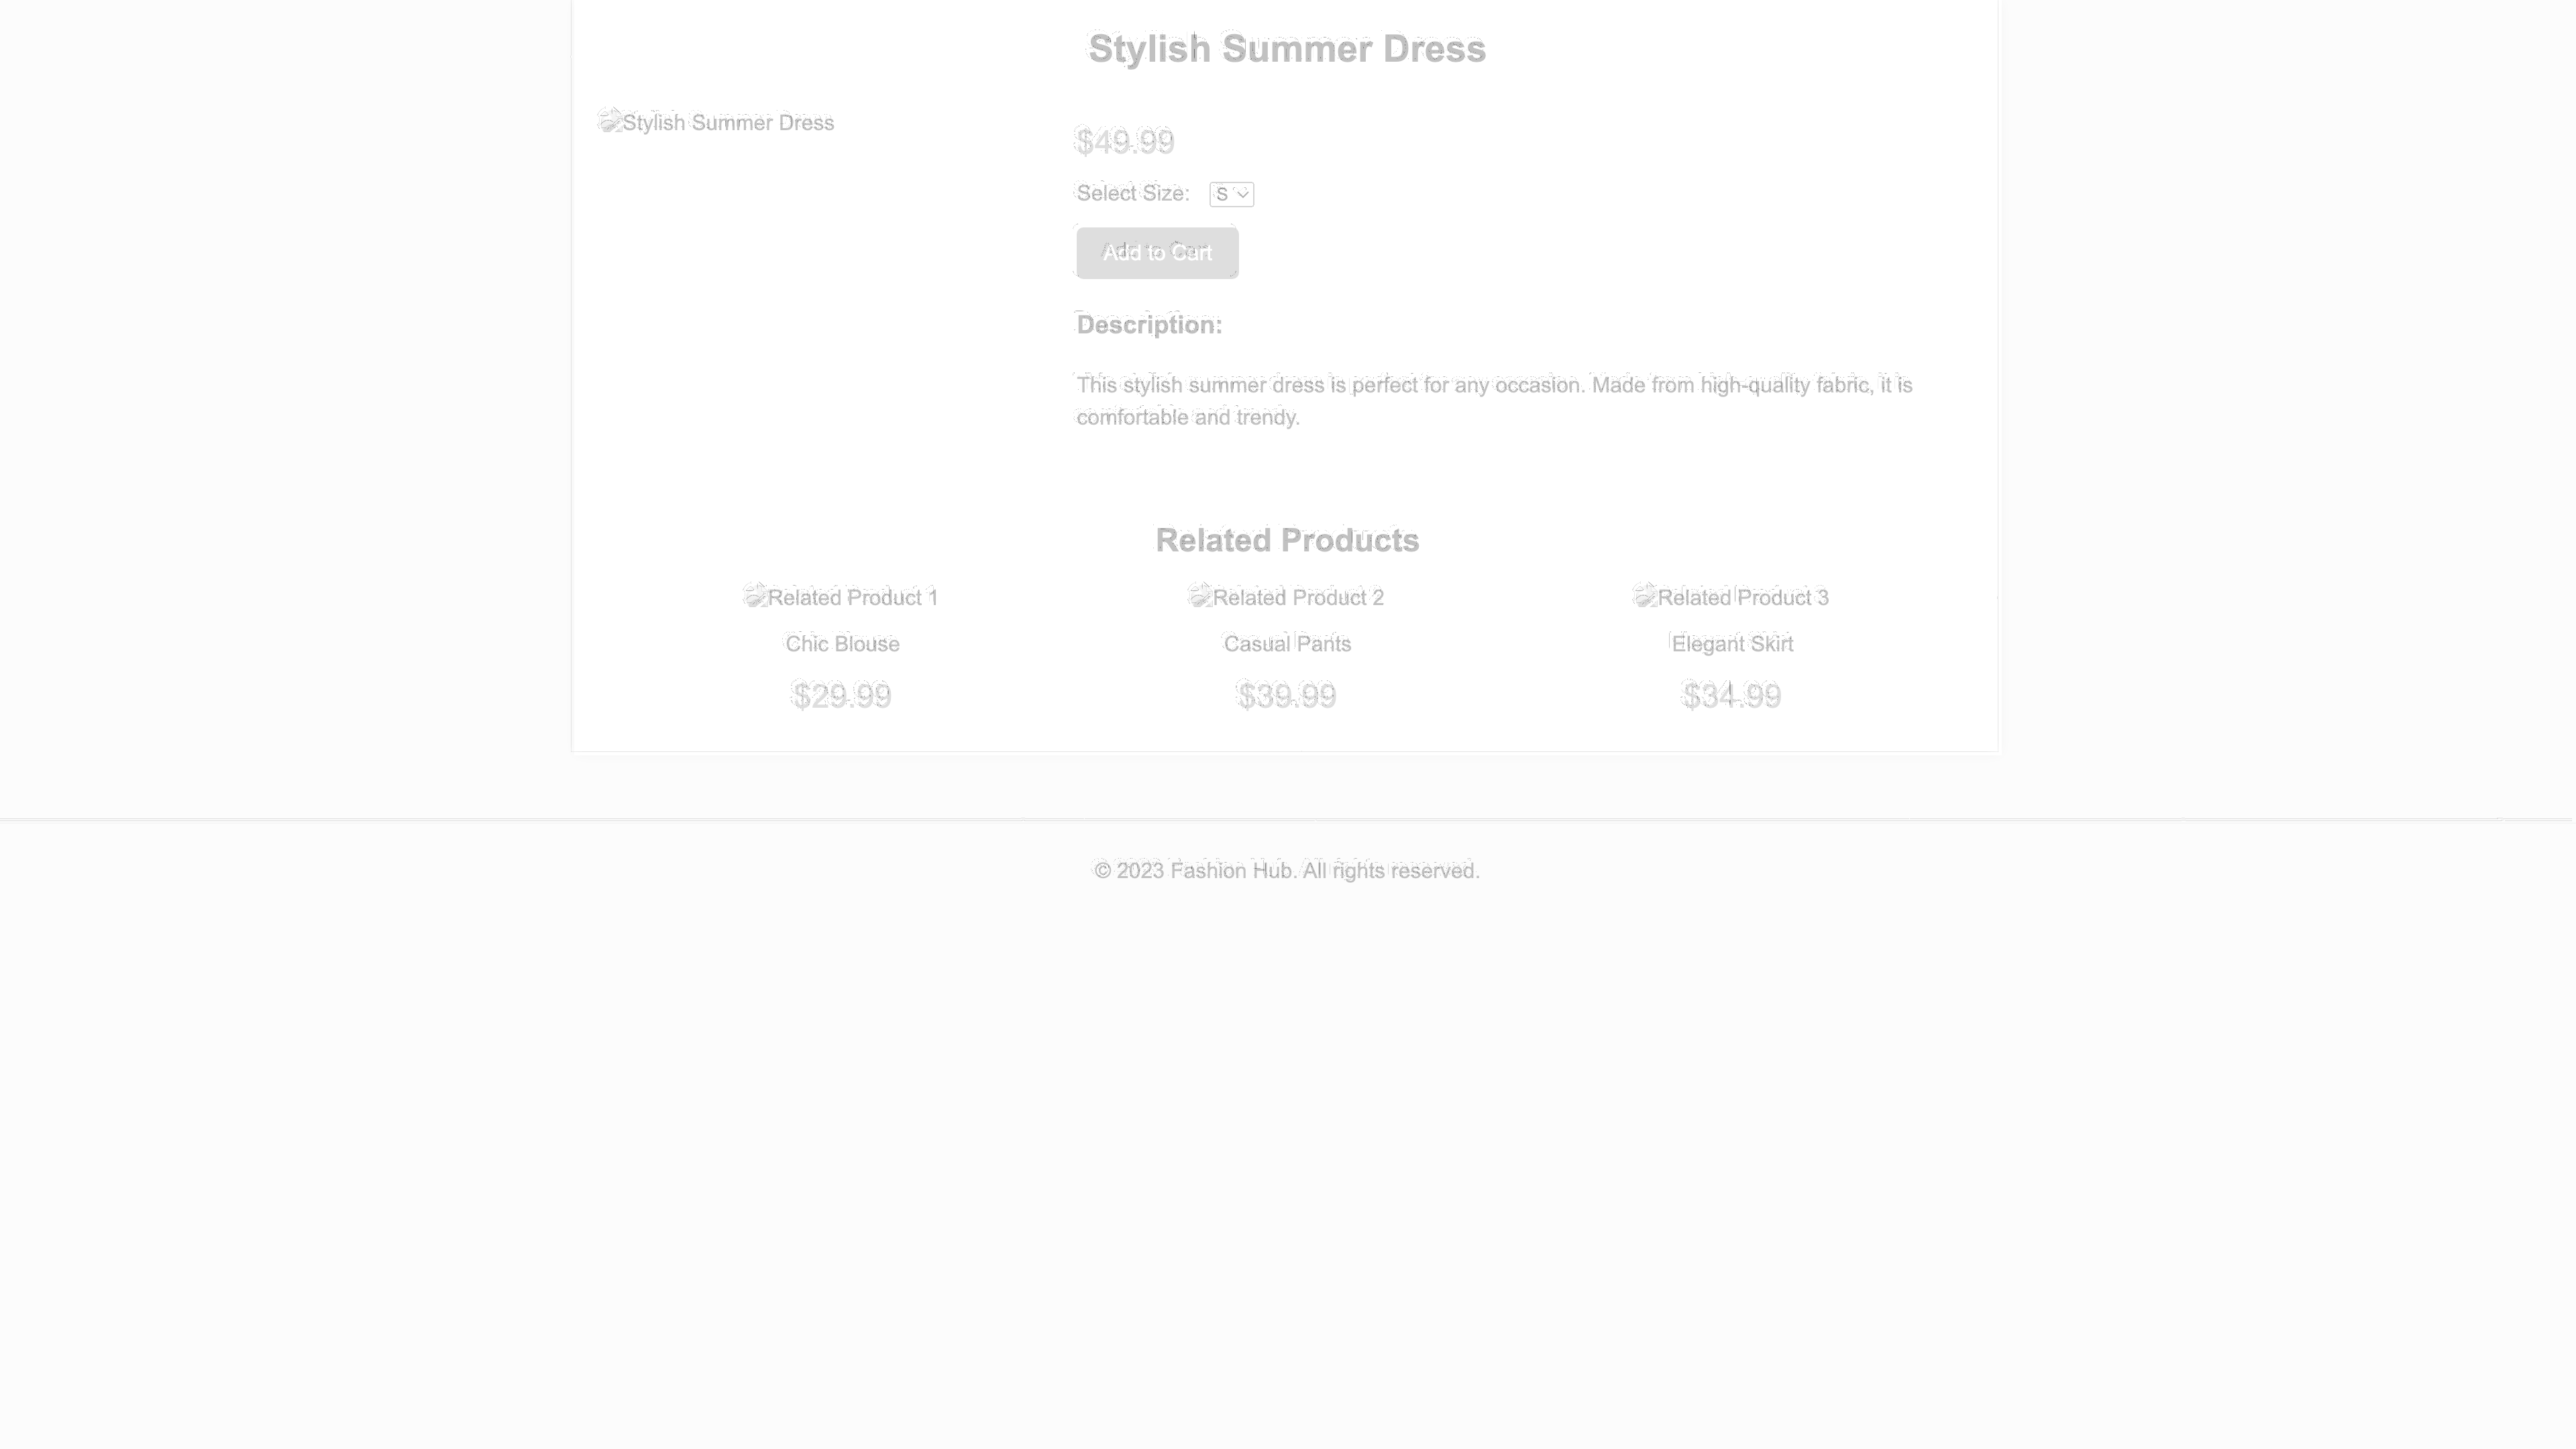 Stylish Summer Dress
Stylish Summer Dress
$49.99
Select Size: S
Add to Cart
Description:
This stylish summer dress is perfect for any occasion. Made from high-quality fabric, it is
comfortable and trendy.
Related Products
Related Product 1
Related Product 2
Related Product 3
Chic Blouse
Casual Pants
Elegant Skirt
$29.99
$39.99
$34.99
© 2023 Fashion Hub. All rights reserved.